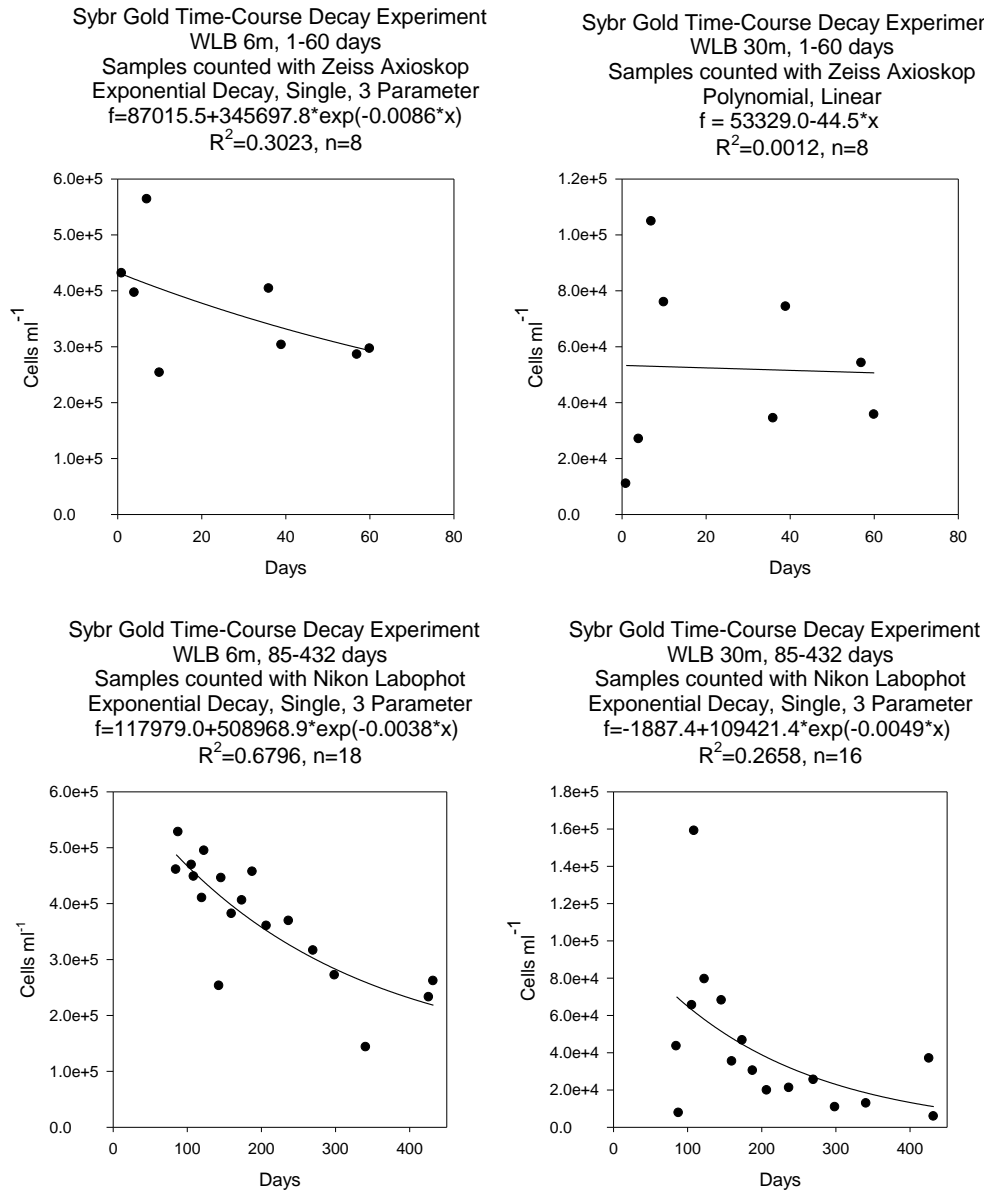 Sybr Gold Time-Course Decay Experiment
WLB 6m, 1-60 days
Samples counted with Zeiss Axioskop
Exponential Decay, Single, 3 Parameter
f=87015.5+345697.8*exp(-0.0086*x)
R²=0.3023, n=8
6.0e+5
5.0e+5
4.0e+5
3.0e+5
2.0e+5
1.0e+5
0.0
Cells ml⁻¹
0 20 40 60 80
Days
Sybr Gold Time-Course Decay Experimen
WLB 30m, 1-60 days
Samples counted with Zeiss Axioskop
Polynomial, Linear
f = 53329.0-44.5*x
R²=0.0012, n=8
1.2e+5
1.0e+5
8.0e+4
6.0e+4
4.0e+4
2.0e+4
0.0
Cells ml⁻¹
0 20 40 60 80
Days
Sybr Gold Time-Course Decay Experiment
WLB 6m, 85-432 days
Samples counted with Nikon Labophot
Exponential Decay, Single, 3 Parameter
f=117979.0+508968.9*exp(-0.0038*x)
R²=0.6796, n=18
6.0e+5
5.0e+5
4.0e+5
3.0e+5
2.0e+5
1.0e+5
0.0
Cells ml⁻¹
0 100 200 300 400
Days
Sybr Gold Time-Course Decay Experiment
WLB 30m, 85-432 days
Samples counted with Nikon Labophot
Exponential Decay, Single, 3 Parameter
f=-1887.4+109421.4*exp(-0.0049*x)
R²=0.2658, n=16
1.8e+5
1.6e+5
1.4e+5
1.2e+5
1.0e+5
8.0e+4
6.0e+4
4.0e+4
2.0e+4
0.0
Cells ml⁻¹
0 100 200 300 400
Days